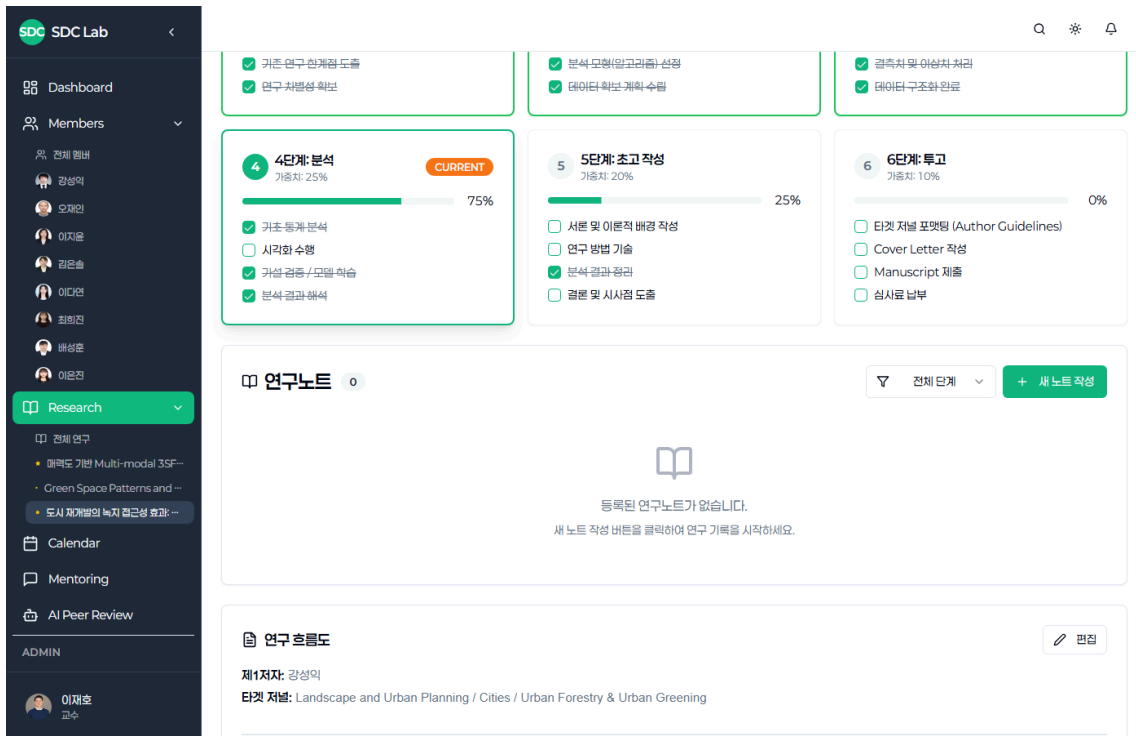 SDC SDC Lab
Dashboard
Members
전체 멤버
강성익
오재인
이지윤
김은솔
이다연
최희진
배성훈
이은진
Research
전체 연구
매력도 기반 Multi-modal 3SF···
Green Space Patterns and ···
도시 재개발의 녹지 접근성 효과: ···
Calendar
Mentoring
AI Peer Review
ADMIN
이재호
교수
기존 연구 한계점 도출
연구 차별성 확보
분석 모형(알고리즘) 선정
데이터 확보 계획 수립
결측치 및 이상치 처리
데이터 구조화 완료
4
4단계: 분석
가중치: 25%
CURRENT
75%
기초 통계 분석
시각화 수행
가설 검증 / 모델 학습
분석 결과 해석
5
5단계: 초고 작성
가중치: 20%
25%
서론 및 이론적 배경 작성
연구 방법 기술
분석 결과 정리
결론 및 시사점 도출
6
6단계: 투고
가중치: 10%
0%
타겟 저널 포맷팅 (Author Guidelines)
Cover Letter 작성
Manuscript 제출
심사료 납부
연구노트 0
전체 단계
+ 새 노트 작성
등록된 연구노트가 없습니다.
새 노트 작성 버튼을 클릭하여 연구 기록을 시작하세요.
연구 흐름도
편집
제1저자: 강성익
타겟 저널: Landscape and Urban Planning / Cities / Urban Forestry & Urban Greening